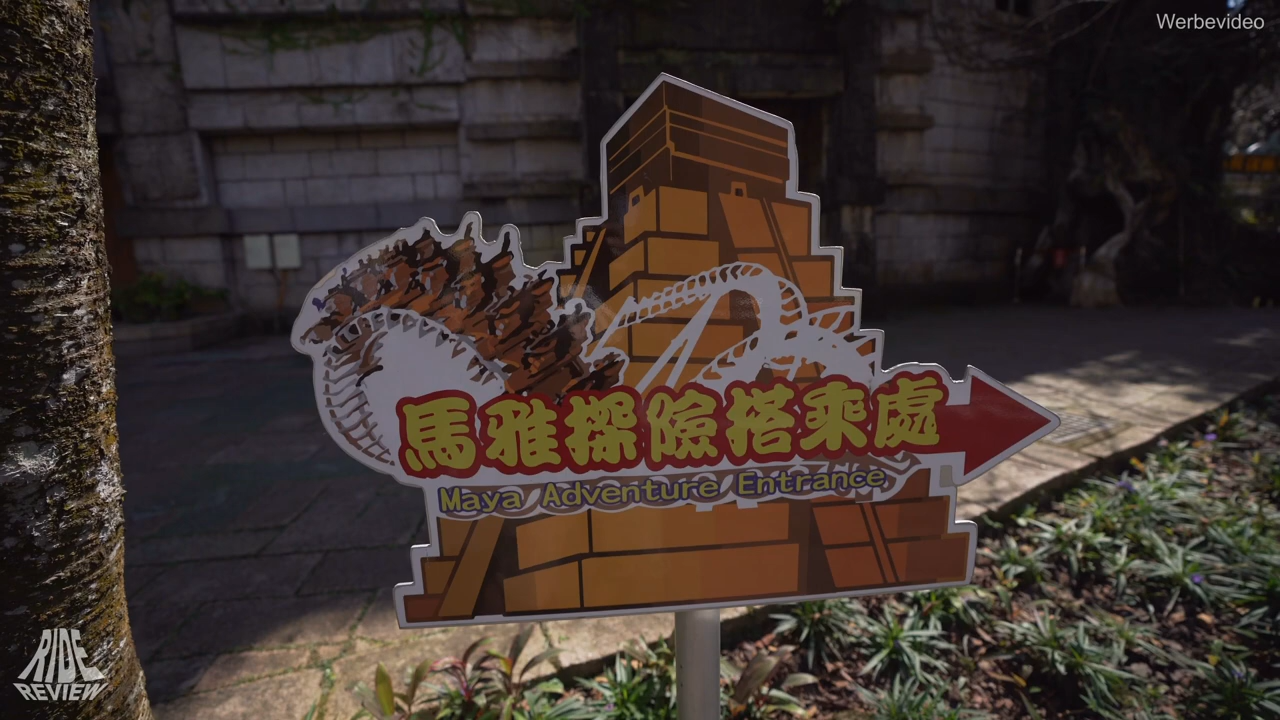 Werbevideo
馬雅探險搭乘處
Maya Adventure Entrance
RIDE
REVIEW